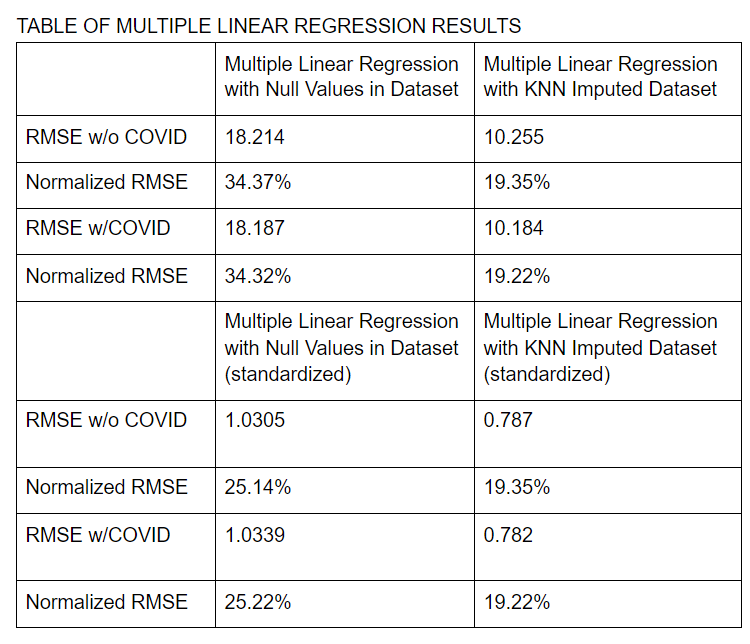 TABLE OF MULTIPLE LINEAR REGRESSION RESULTS
Multiple Linear Regression
with Null Values in Dataset
Multiple Linear Regression
with KNN Imputed Dataset
RMSE w/o COVID 18.214 10.255
Normalized RMSE 34.37% 19.35%
RMSE w/COVID 18.187 10.184
Normalized RMSE 34.32% 19.22%
Multiple Linear Regression
with Null Values in Dataset
(standardized)
Multiple Linear Regression
with KNN Imputed Dataset
(standardized)
RMSE w/o COVID 1.0305 0.787
Normalized RMSE 25.14% 19.35%
RMSE w/COVID 1.0339 0.782
Normalized RMSE 25.22% 19.22%